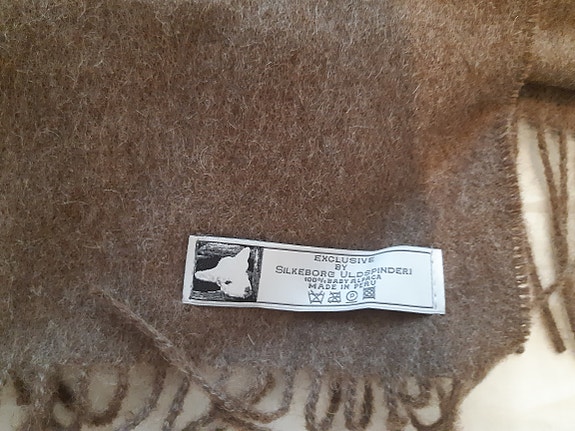 EXCLUSIVE
BY
SILKEBORG ULDSPINDERI
100% BABY ALPACA
MADE IN PERU